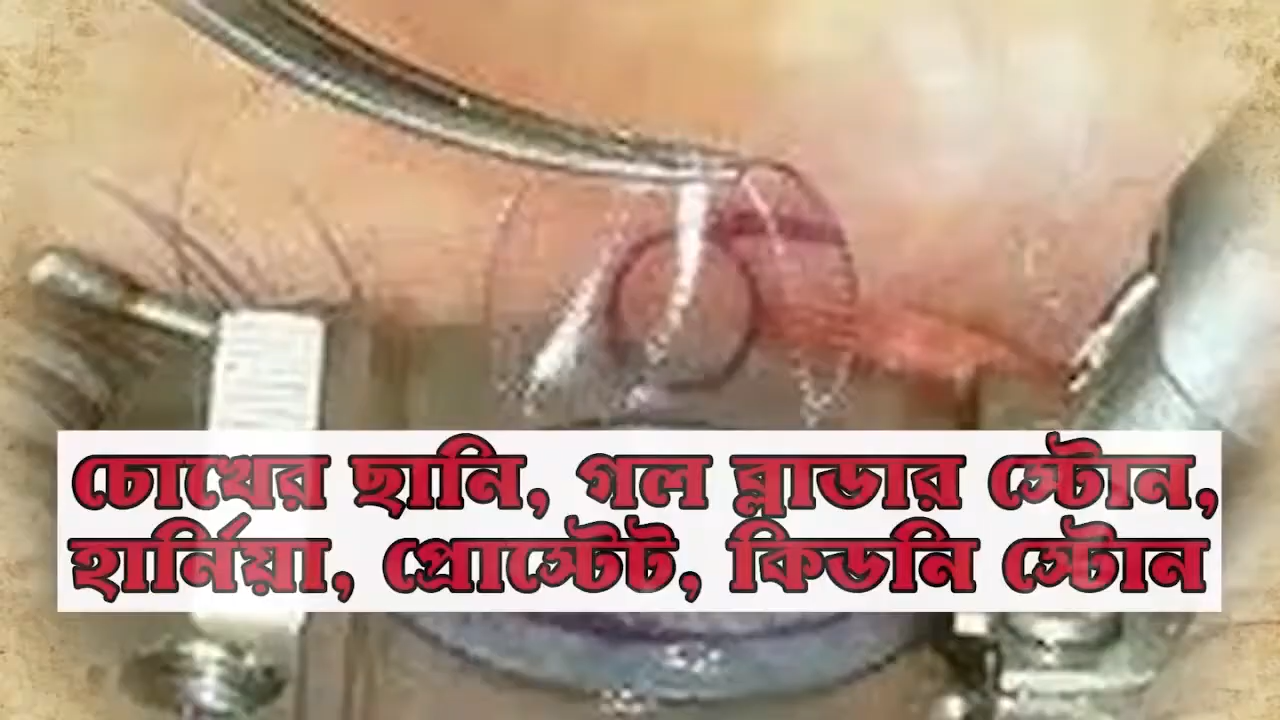 চোখের ছানি, গল ব্লাডার স্টোন,
হার্নিয়া, প্রোস্টেট, কিডনি স্টোন